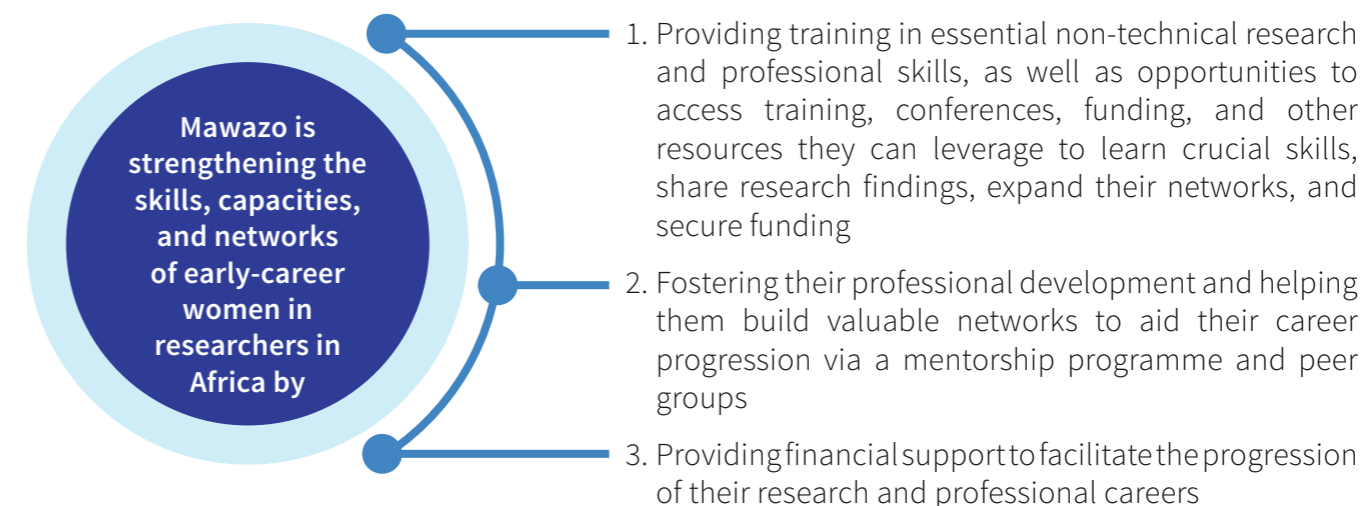 Mawazo is
strengthening the
skills, capacities,
and networks
of early-career
women in
researchers in
Africa by
1. Providing training in essential non-technical research
and professional skills, as well as opportunities to
access training, conferences, funding, and other
resources they can leverage to learn crucial skills,
share research findings, expand their networks, and
secure funding
2. Fostering their professional development and helping
them build valuable networks to aid their career
progression via a mentorship programme and peer
groups
3. Providing financial support to facilitate the progression
of their research and professional careers